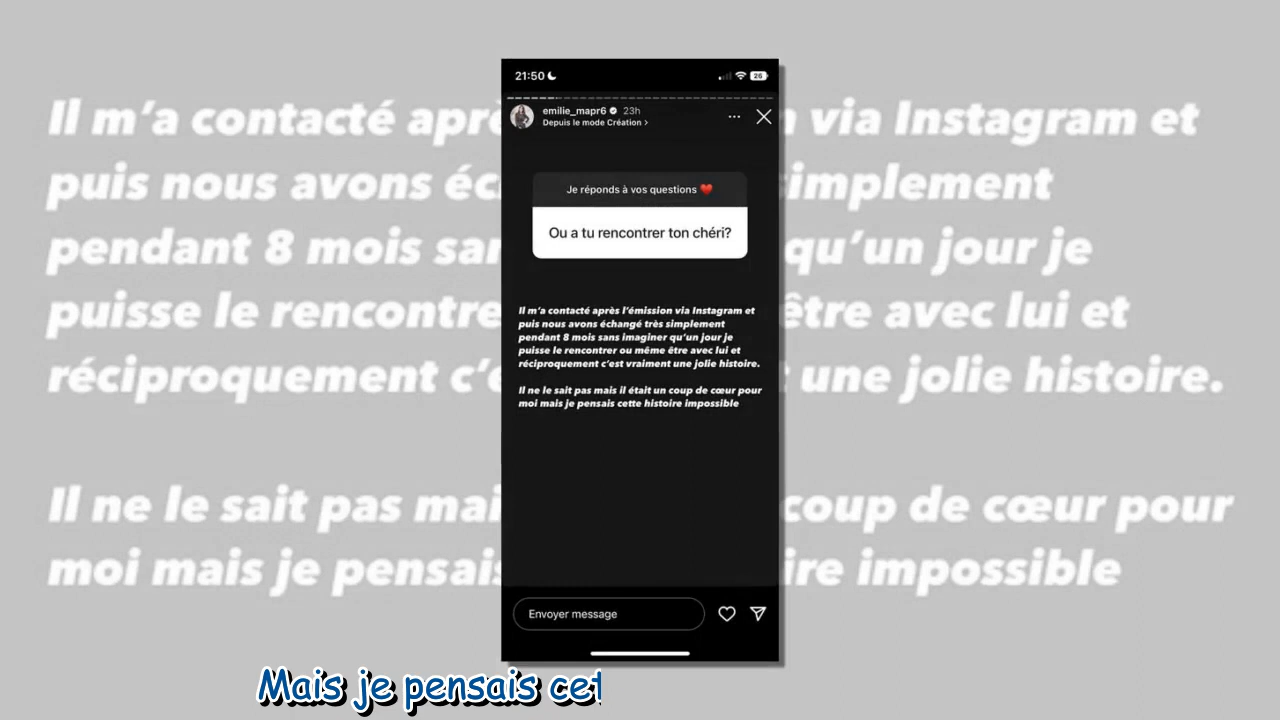 Il m’a contacté aprè
n via Instagram et
puis nous avons éc
simplement
pendant 8 mois san
qu’un jour je
puisse le rencontre
être avec lui et
réciproquement c’e
t une jolie histoire.
Il ne le sait pas mai
coup de cœur pour
moi mais je pensais
ire impossible
21:50
26
emilie_mapr6 23h
Depuis le mode Création >
Je réponds à vos questions ❤️
Ou a tu rencontrer ton chéri?
Il m’a contacté après l’émission via Instagram et
puis nous avons échangé très simplement
pendant 8 mois sans imaginer qu’un jour je
puisse le rencontrer ou même être avec lui et
réciproquement c’est vraiment une jolie histoire.
Il ne le sait pas mais il était un coup de cœur pour
moi mais je pensais cette histoire impossible
Envoyer message
Mais je pensais cet